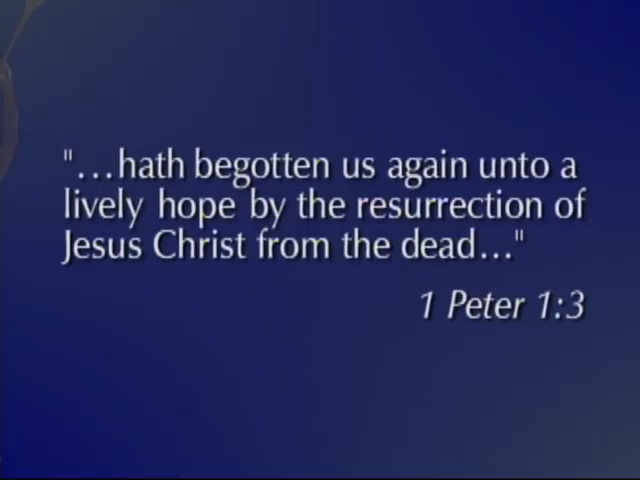 "...hath begotten us again unto a
lively hope by the resurrection of
Jesus Christ from the dead..."
1 Peter 1:3